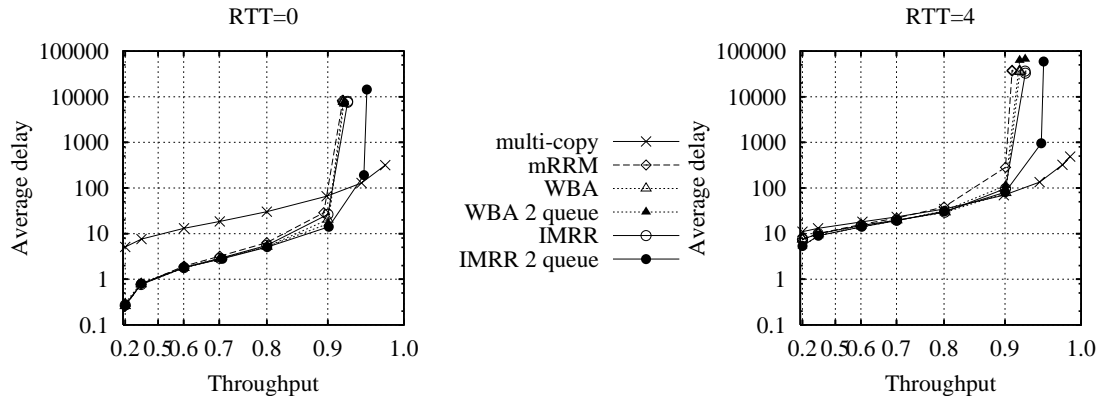 RTT=0
100000
10000
1000
100
10
1
0.1
Average delay
0.2 0.5 0.6 0.7 0.8 0.9 1.0
Throughput
multi-copy
mRRM
WBA
WBA 2 queue
IMRR
IMRR 2 queue
RTT=4
100000
10000
1000
100
10
1
0.1
Average delay
0.2 0.5 0.6 0.7 0.8 0.9 1.0
Throughput